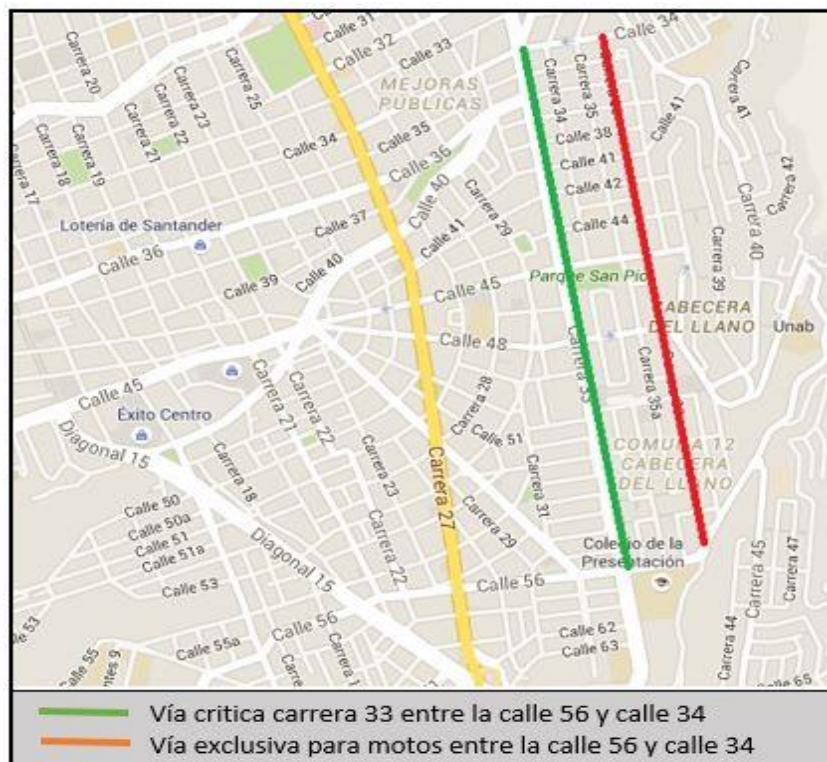 Calle 31
Calle 32
Calle 33
Calle 34
Carrera 20
Carrera 25
Carrera 23
Carrera 22
Carrera 21
Carrera 19
Carrera 18
Carrera 17
MEJORAS
PÚBLICAS
Calle 34
Calle 35
Calle 36
Carrera 34
Carrera 35
Calle 38
Calle 41
Calle 42
Calle 44
Calle 41
Carrera 41
Carrera 42
Carrera 40
Carrera 39
Calle 40
Calle 41
Carrera 29
Calle 37
Lotería de Santander
Calle 36
Calle 39
Calle 40
Calle 45
Parque San Pío
CABECERA
DEL LLANO
Unab
Calle 48
Carrera 33
Carrera 35a
Calle 45
Éxito Centro
Diagonal 15
Carrera 21
Carrera 22
Carrera 28
Calle 51
COMUNA 12
CABECERA
DEL LLANO
Carrera 18
Carrera 23
Carrera 27
Carrera 31
Calle 50
Calle 50a
Calle 51
Calle 51a
Calle 53
Diagonal 15
Carrera 22
Carrera 29
Colegio de la
Presentación
Carrera 45
Carrera 47
Calle 56
Calle 56
Calle 55a
Calle 55
Calle 62
Calle 63
Carrera 44
Vía critica carrera 33 entre la calle 56 y calle 34
Vía exclusiva para motos entre la calle 56 y calle 34